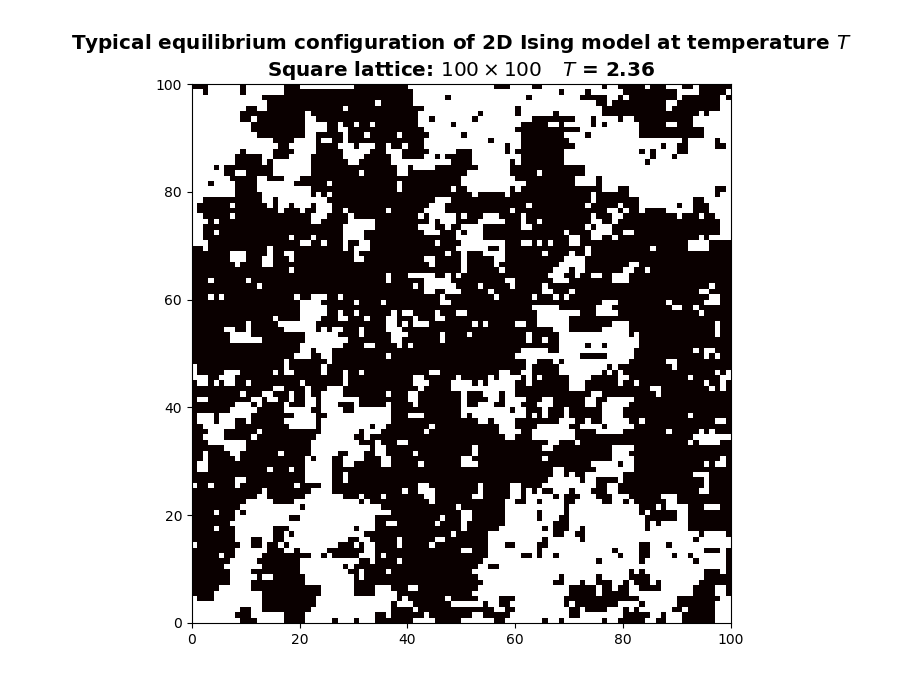 Typical equilibrium configuration of 2D Ising model at temperature T
Square lattice: 100 × 100 T = 2.36
100
80
60
40
20
0
0 20 40 60 80 100